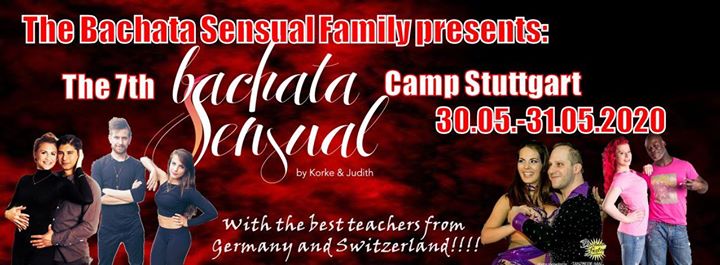 The Bachata Sensual Family presents:
The 7th bachata Sensual Camp Stuttgart
by Korke & Judith
30.05.-31.05.2020
With the best teachers from
Germany and Switzerland!!!!